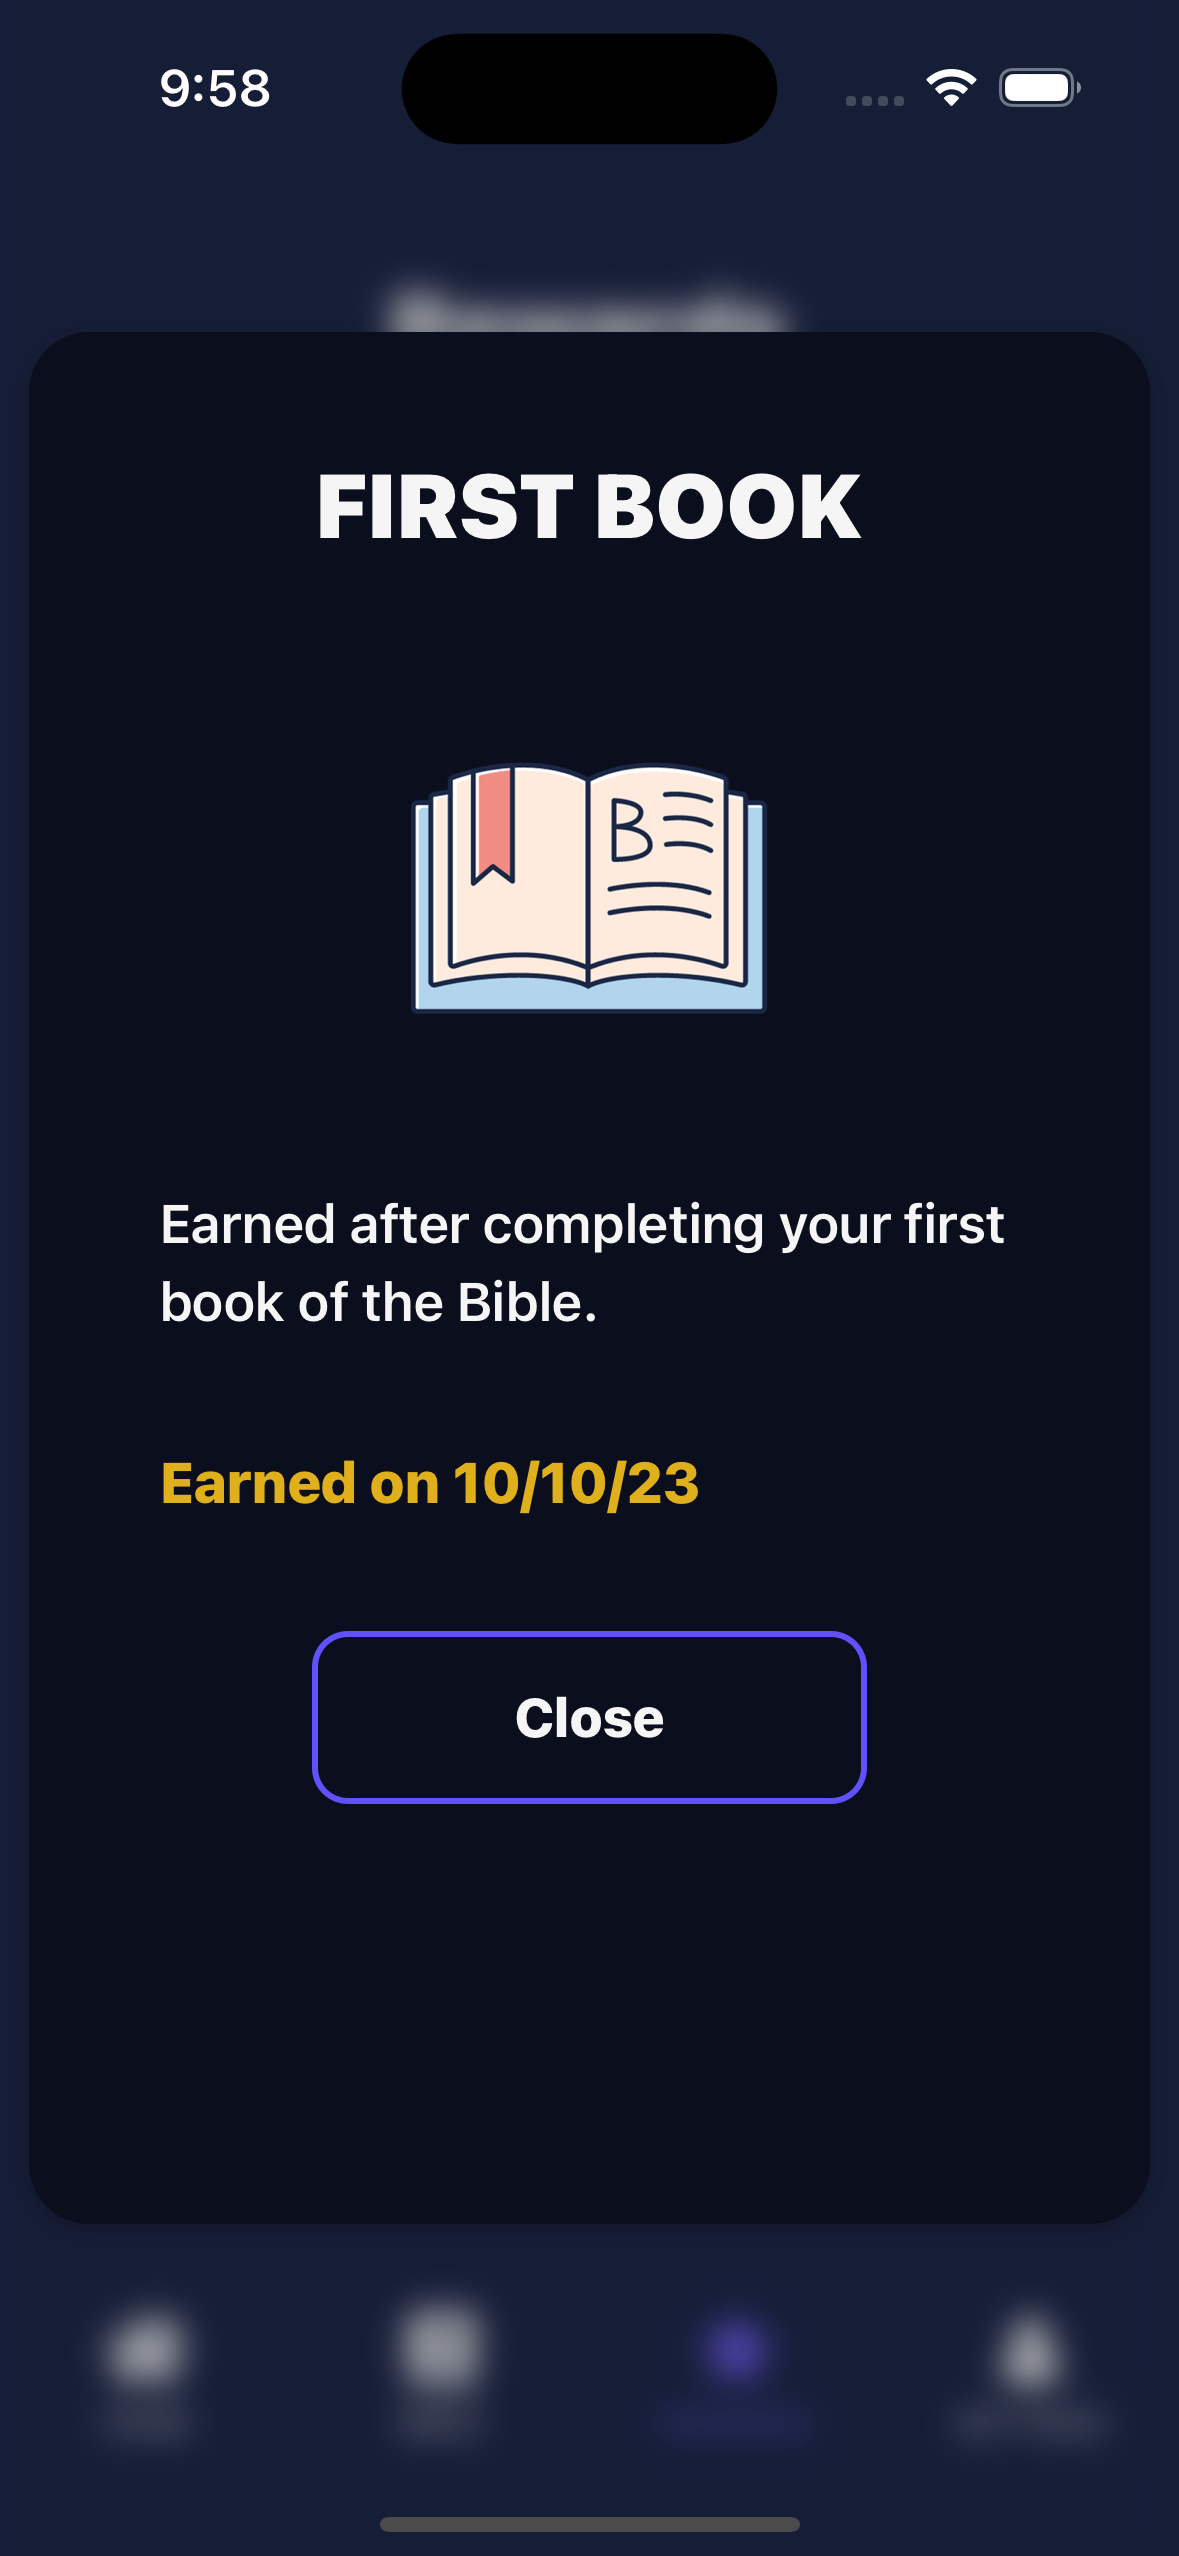 9:58
FIRST BOOK
B
Earned after completing your first
book of the Bible.
Earned on 10/10/23
Close